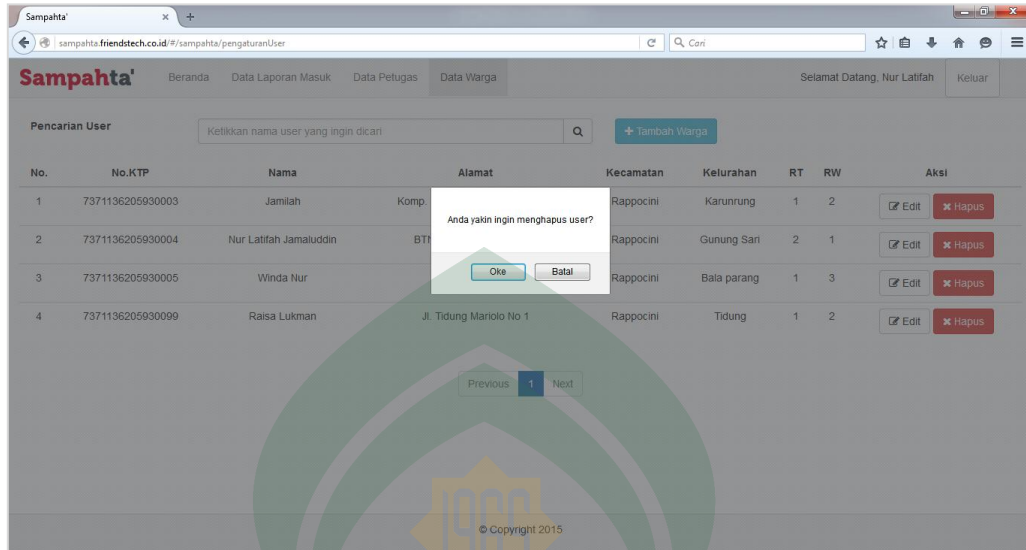 Sampahta'
sampahta.friendstech.co.id/#/sampahta/pengaturanUser
Cari
Sampahta' Beranda Data Laporan Masuk Data Petugas Data Warga Selamat Datang, Nur Latifah Keluar
Pencarian User Ketikkan nama user yang ingin dicari + Tambah Warga
No. No.KTP Nama Alamat Kecamatan Kelurahan RT RW Aksi
1 7371136205930003 Jamilah Komp. Rappocini Karunrung 1 2 Edit Hapus
2 7371136205930004 Nur Latifah Jamaluddin Rappocini Gunung Sari 2 1 Edit Hapus
3 7371136205930005 Winda Nur Rappocini Bala parang 1 3 Edit Hapus
4 7371136205930099 Raisa Lukman Jl. Tidung Mariolo No 1 Rappocini Tidung 1 2 Edit Hapus
Anda yakin ingin menghapus user?
Oke Batal
Previous 1 Next
1965
© Copyright 2015